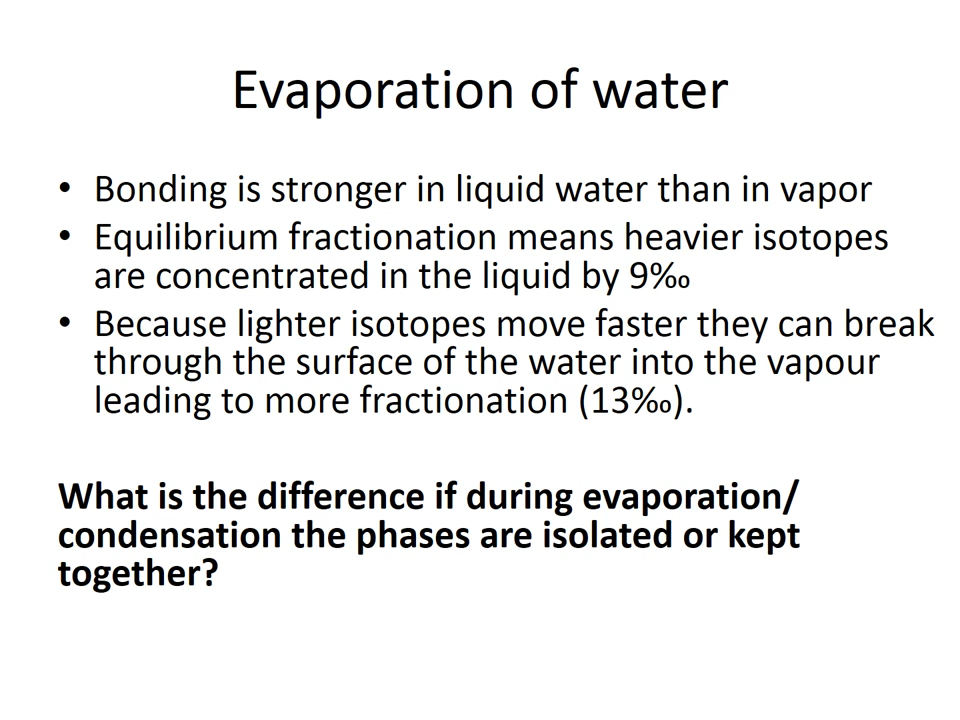 Evaporation of water
• Bonding is stronger in liquid water than in vapor
• Equilibrium fractionation means heavier isotopes
are concentrated in the liquid by 9‰
• Because lighter isotopes move faster they can break
through the surface of the water into the vapour
leading to more fractionation (13‰).
What is the difference if during evaporation/
condensation the phases are isolated or kept
together?